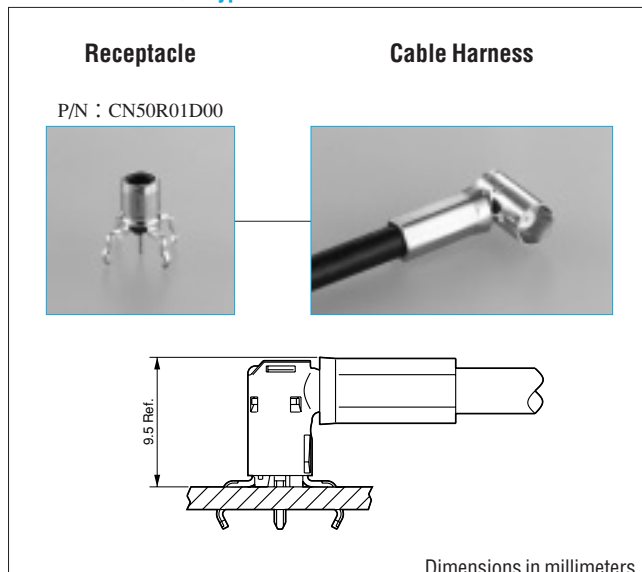 Receptacle
Cable Harness
P/N：CN50R01D00
9.5 Ref.
Dimensions in millimeters